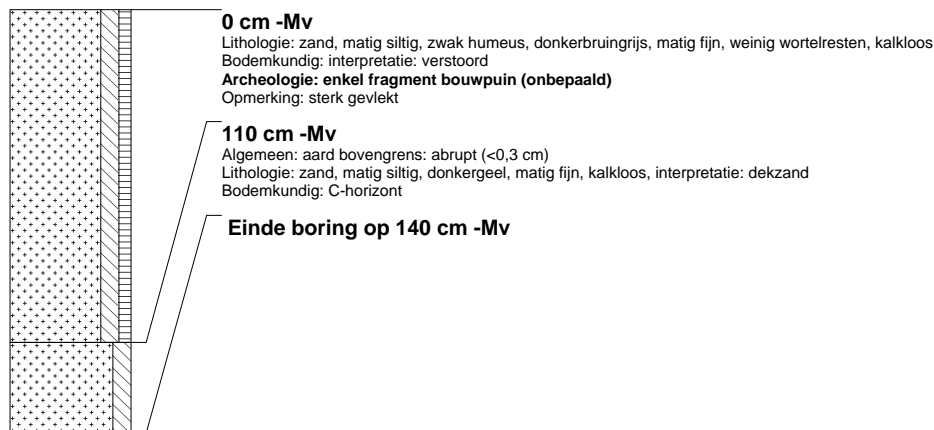 0 cm -Mv
Lithologie: zand, matig siltig, zwak humeus, donkerbruingrijs, matig fijn, weinig wortelresten, kalkloos
Bodemkundig: interpretatie: verstoord
Archeologie: enkel fragment bouwpuin (onbepaald)
Opmerking: sterk gevlekt
110 cm -Mv
Algemeen: aard bovengrens: abrupt (<0,3 cm)
Lithologie: zand, matig siltig, donkergeel, matig fijn, kalkloos, interpretatie: dekzand
Bodemkundig: C-horizont
Einde boring op 140 cm -Mv